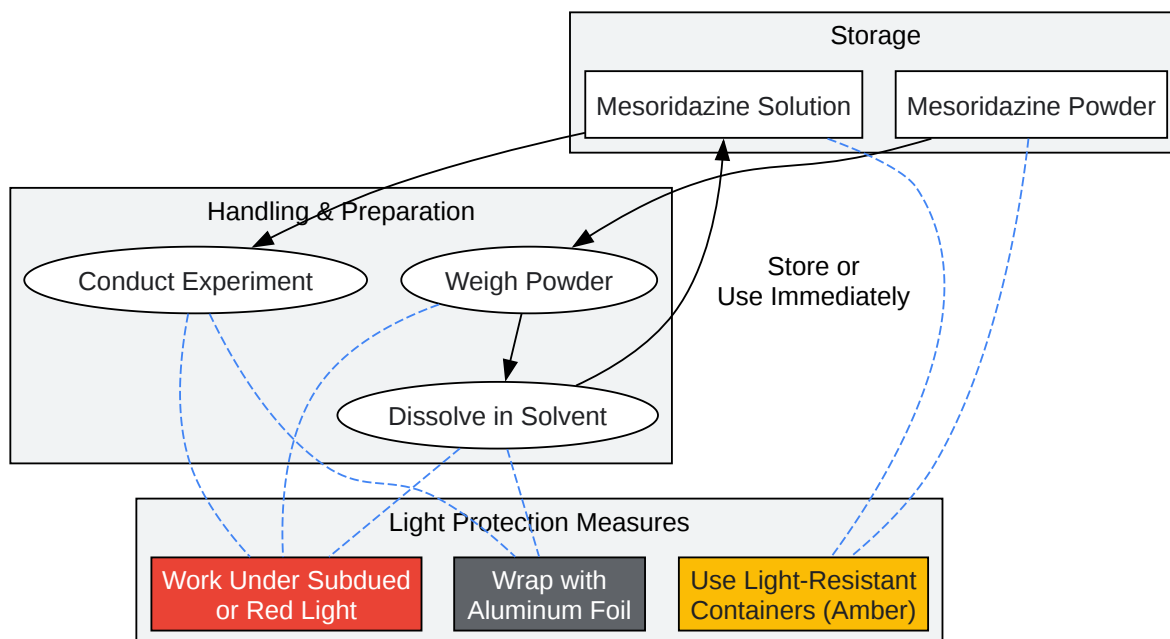 Storage
Mesoridazine Solution
Mesoridazine Powder
Handling & Preparation
Conduct Experiment
Weigh Powder
Store or
Use Immediately
Dissolve in Solvent
Light Protection Measures
Work Under Subdued
or Red Light
Wrap with
Aluminum Foil
Use Light-Resistant
Containers (Amber)